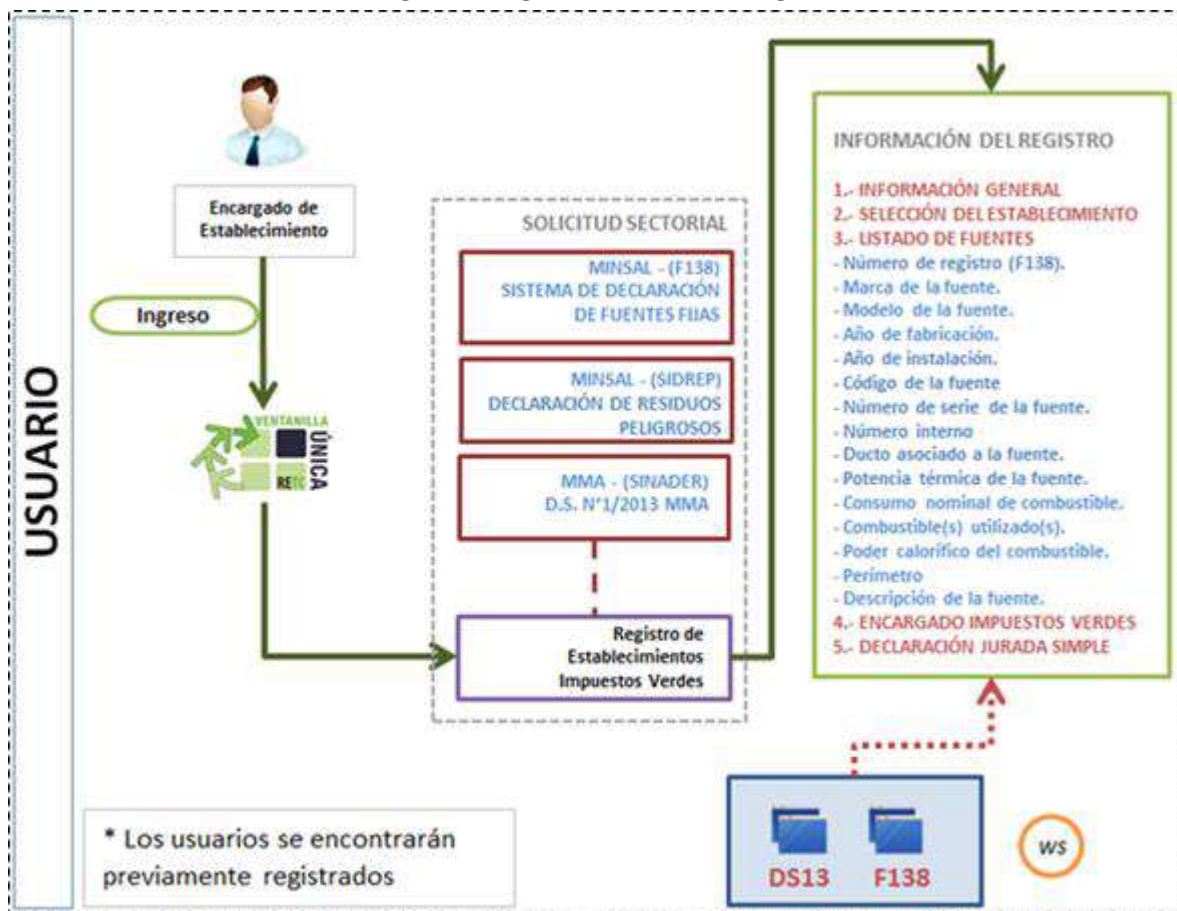 USUARIO
Encargado de
Establecimiento
Ingreso
VENTANILLA
ÚNICA
RETC
SOLICITUD SECTORIAL
MINSAL - (F138)
SISTEMA DE DECLARACIÓN
DE FUENTES FIJAS
MINSAL - (SIDREP)
DECLARACIÓN DE RESIDUOS
PELIGROSOS
MMA - (SINADER)
D.S. N°1/2013 MMA
Registro de
Establecimientos
Impuestos Verdes
INFORMACIÓN DEL REGISTRO
1.- INFORMACIÓN GENERAL
2.- SELECCIÓN DEL ESTABLECIMIENTO
3.- LISTADO DE FUENTES
- Número de registro (F138).
- Marca de la fuente.
- Modelo de la fuente.
- Año de fabricación.
- Año de instalación.
- Código de la fuente
- Número de serie de la fuente.
- Número interno
- Ducto asociado a la fuente.
- Potencia térmica de la fuente.
- Consumo nominal de combustible.
- Combustible(s) utilizado(s).
- Poder calorífico del combustible.
- Perímetro
- Descripción de la fuente.
4.- ENCARGADO IMPUESTOS VERDES
5.- DECLARACIÓN JURADA SIMPLE
DS13 F138
WS
* Los usuarios se encontrarán
previamente registrados